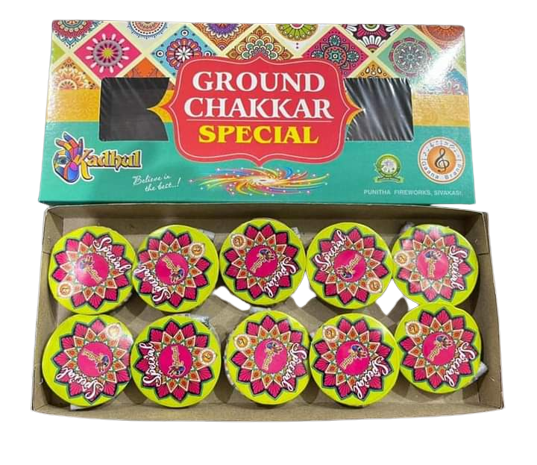 GROUND
CHAKKAR
SPECIAL
Kadhul
Believe in
the best...!
PUNITHA FIREWORKS, SIVAKASI
Special
Special
Special
Special
Special
Special
Special
Special
Special
Special